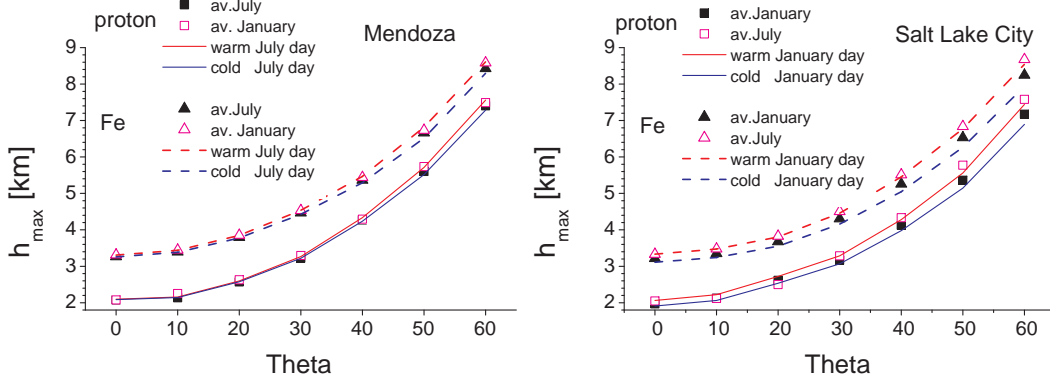 proton
av.July
Mendoza
av. January
warm July day
cold July day
Fe
av.July
av. January
warm July day
cold July day
h_max [km]
9
8
7
6
5
4
3
2
0 10 20 30 40 50 60
Theta
proton
av.January
Salt Lake City
av.July
warm January day
cold January day
Fe
av.January
av.July
warm January day
cold January day
h_max [km]
9
8
7
6
5
4
3
2
0 10 20 30 40 50 60
Theta